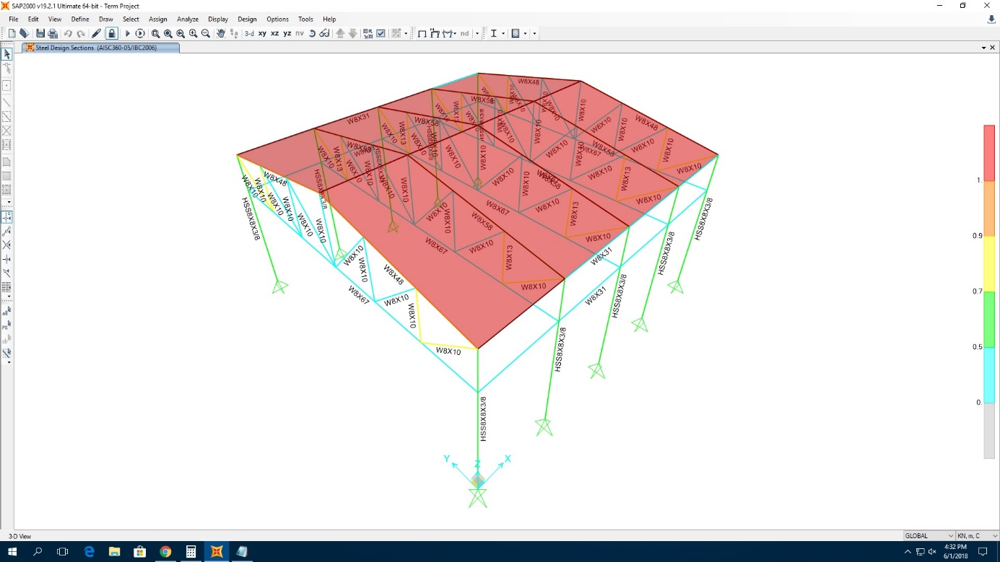 SAP2000 v19.2.1 Ultimate 64-bit - Term Project
File Edit View Define Draw Select Assign Analyze Display Design Options Tools Help
3-d xy xz yz nv nd
Steel Design Sections (AISC360-05/IBC2006)
W8X48
W8X10
W8X58
W8X10
W8X31
W8X58
W8X13
W8X10
W8X10
W8X10
W8X48
W8X10
W8X10
W8X10
W8X67
W8X58
W8X10
W8X13
W8X10
W8X10
W8X10
W8X10
W8X10
W8X13
W8X10
W8X48
W8X10
W8X10
W8X10
W8X10
W8X10
W8X10
W8X10
W8X67
W8X10
W8X58
W8X13
W8X10
W8X10
W8X10
W8X58
W8X67
W8X10
W8X13
W8X10
HSS8X8X3/8
HSS8X8X3/8
W8X31
W8X10
W8X10
W8X48
W8X10
W8X67
W8X10
W8X10
W8X31
HSS8X8X3/8
HSS8X8X3/8
HSS8X8X3/8
HSS8X8X3/8
HSS8X8X3/8
Y Z X
1
0.9
0.7
0.5
0.
3-D View
GLOBAL
KN, m, C
4:32 PM
6/1/2018